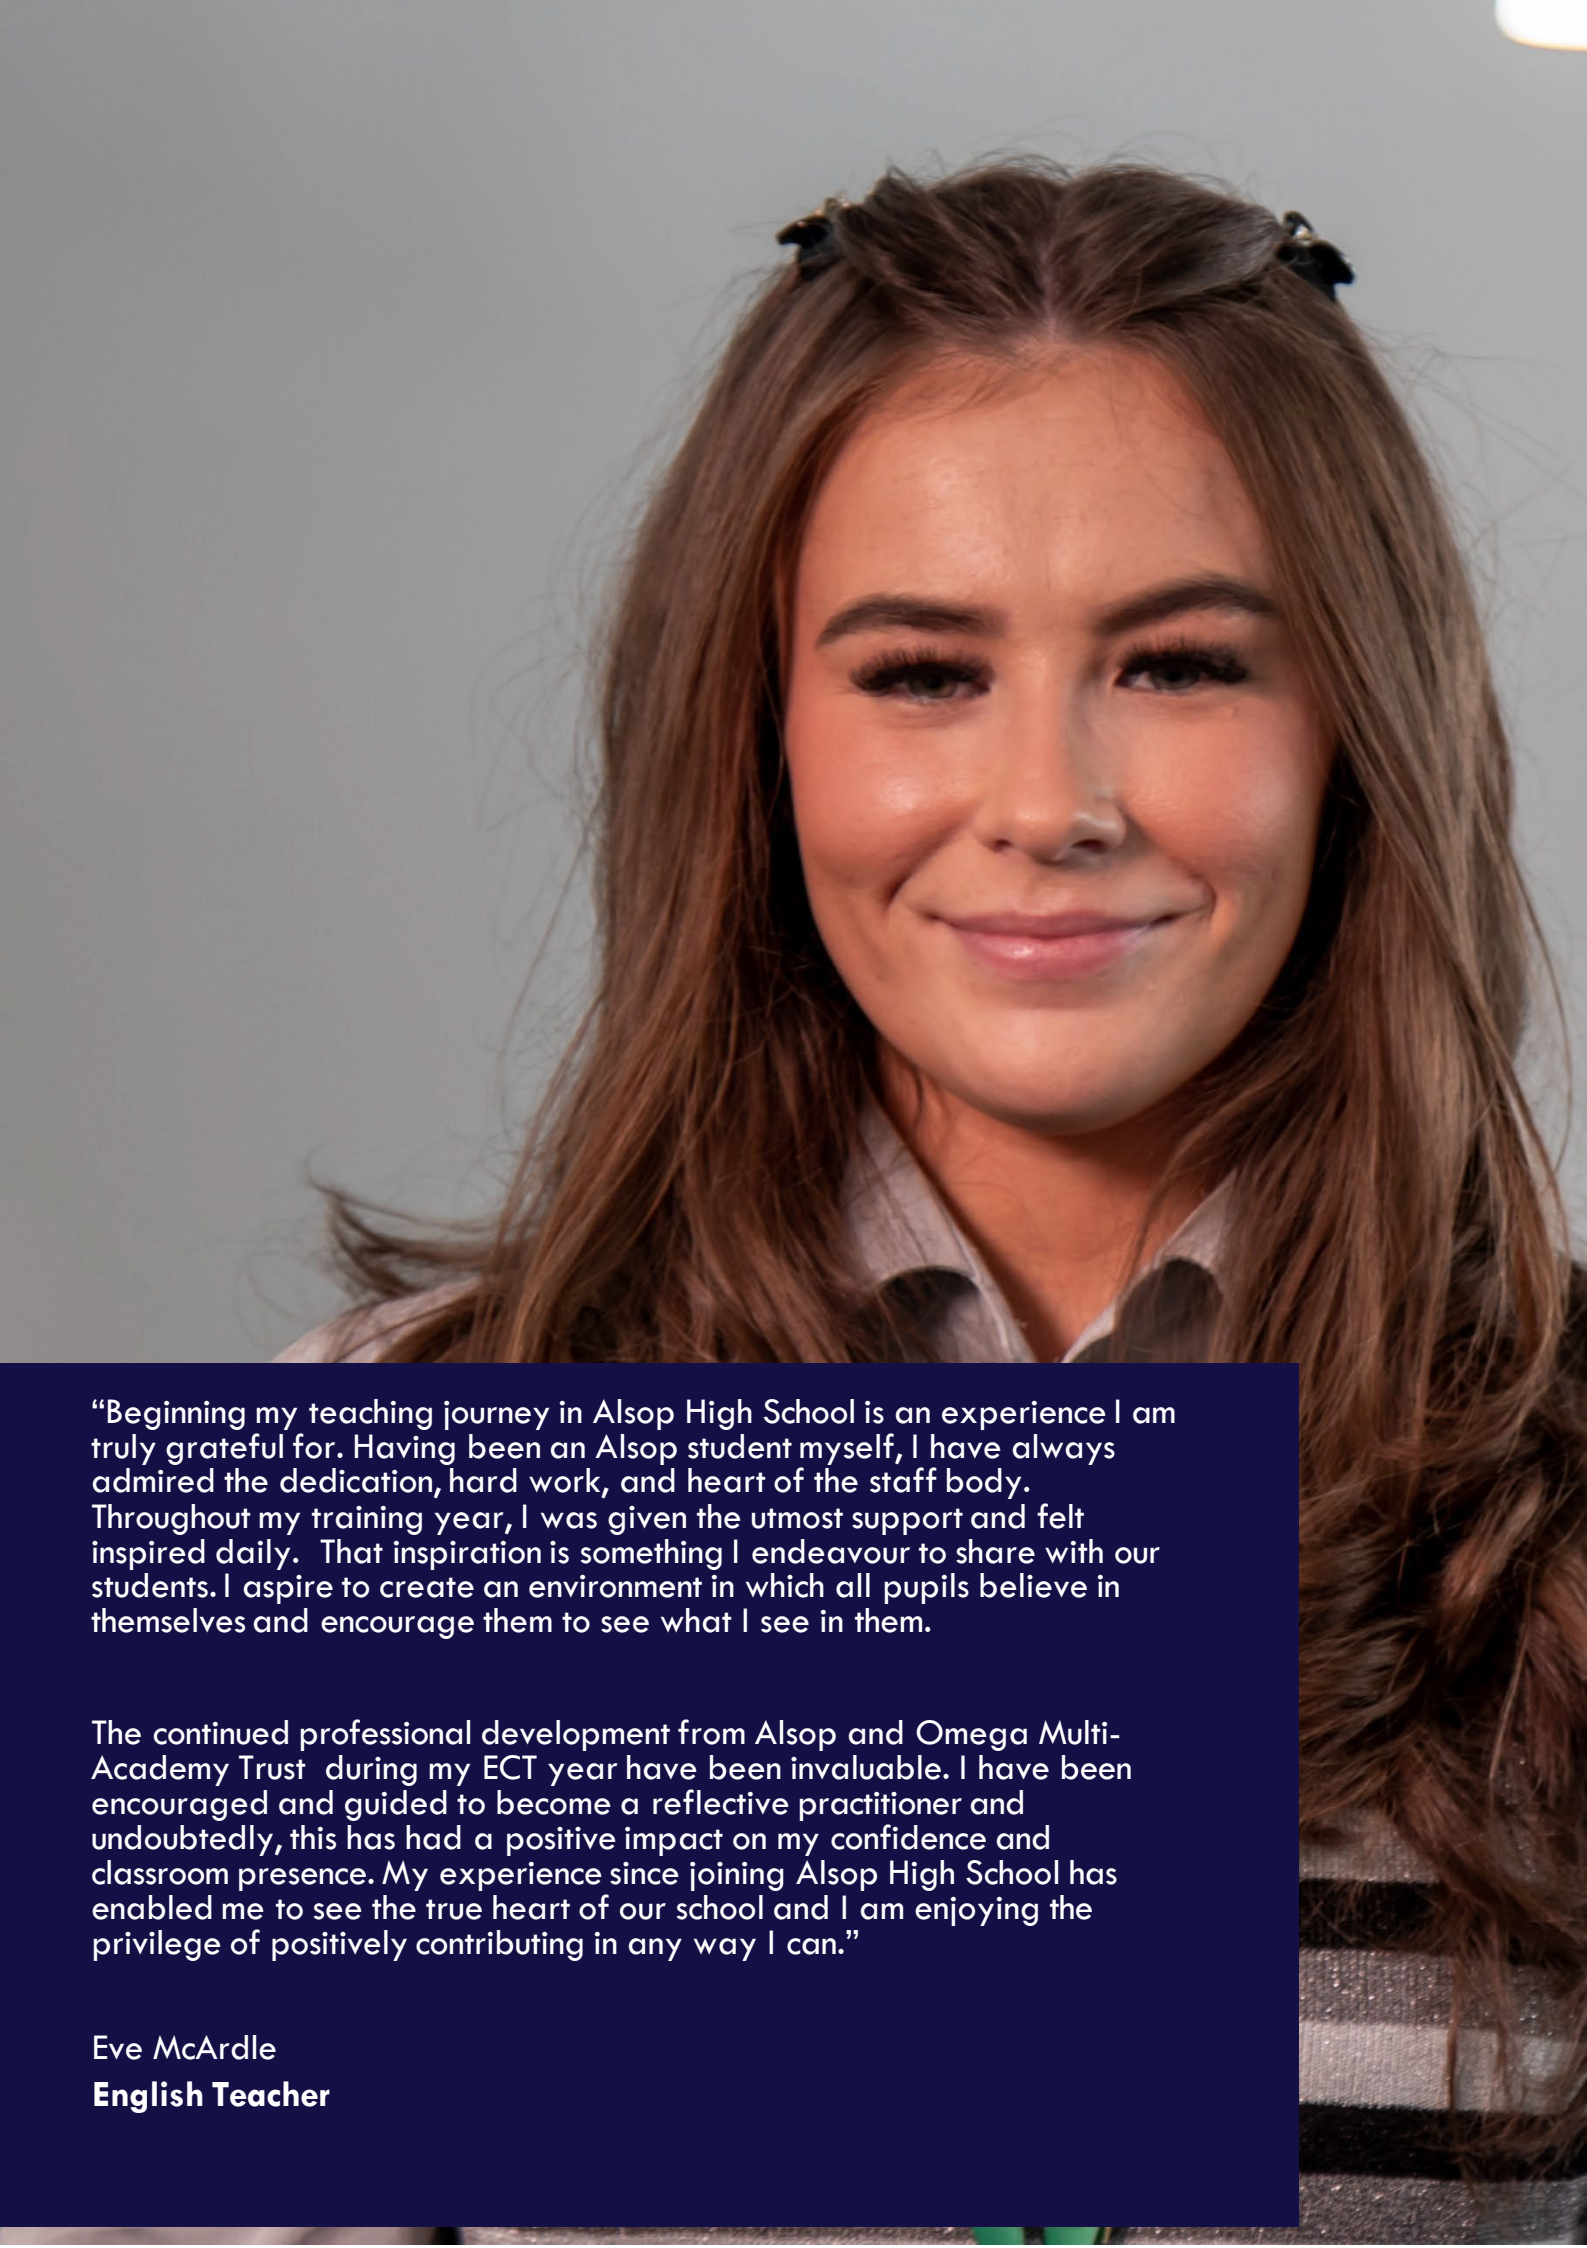 “Beginning my teaching journey in Alsop High School is an experience I am
truly grateful for. Having been an Alsop student myself, I have always
admired the dedication, hard work, and heart of the staff body.
Throughout my training year, I was given the utmost support and felt
inspired daily.  That inspiration is something I endeavour to share with our
students. I aspire to create an environment in which all pupils believe in
themselves and encourage them to see what I see in them.
The continued professional development from Alsop and Omega Multi-
Academy Trust  during my ECT year have been invaluable. I have been
encouraged and guided to become a reflective practitioner and
undoubtedly, this has had a positive impact on my confidence and
classroom presence. My experience since joining Alsop High School has
enabled me to see the true heart of our school and I am enjoying the
privilege of positively contributing in any way I can.”
Eve McArdle
English Teacher